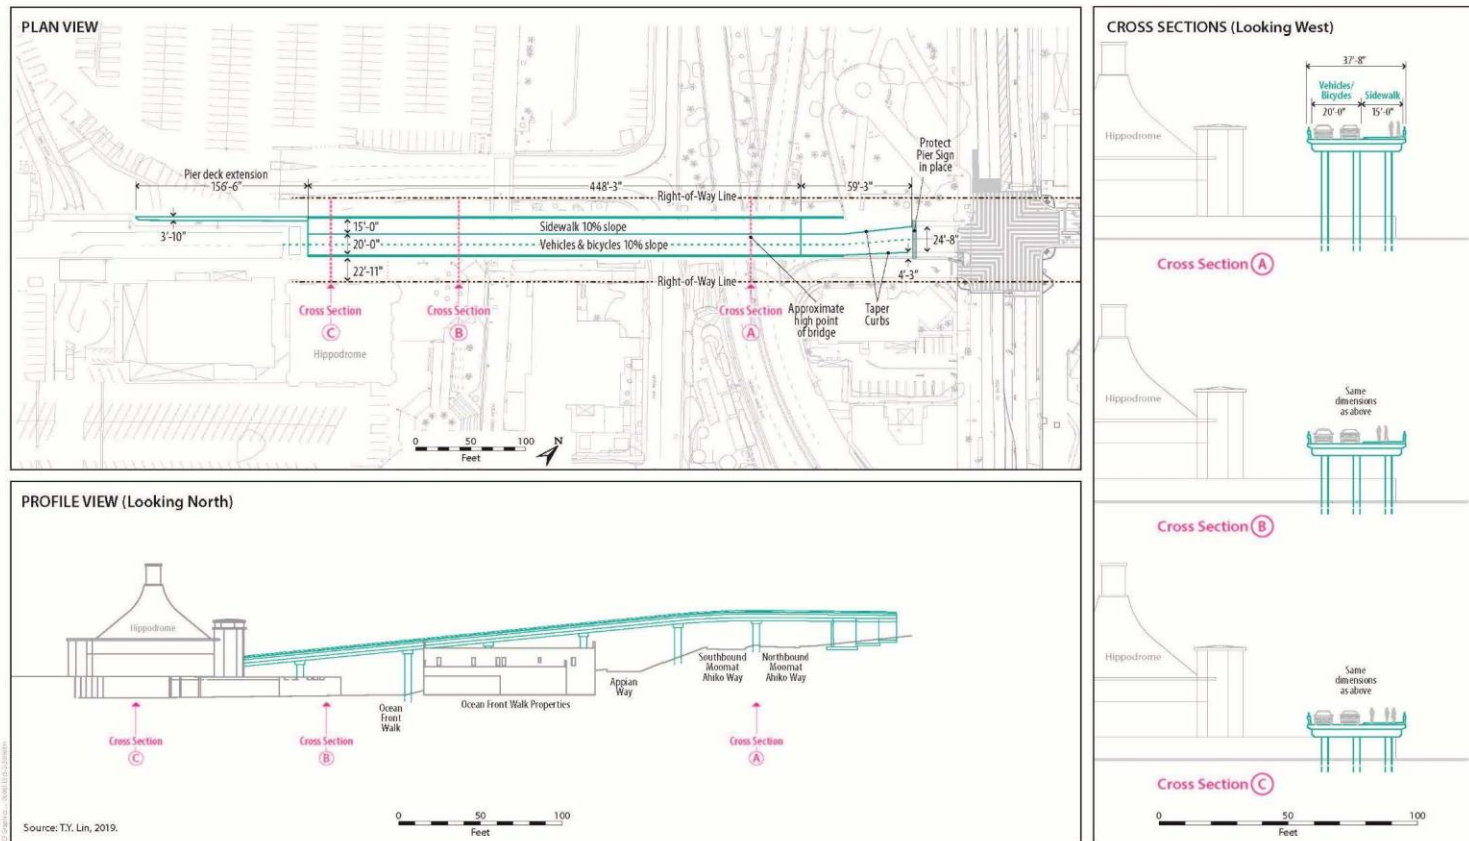 PLAN VIEW
Pier deck extension
156'-6"
448'-3"
59'-3"
Protect
Pier Sign
in place
Right-of-Way Line
3'-10"
15'-0"
Sidewalk 10% slope
20'-0"
Vehicles & bicycles 10% slope
24'-8"
22'-11"
4'-3"
Right-of-Way Line
Cross Section
C
Cross Section
B
Cross Section
A
Approximate
high point
of bridge
Taper
Curbs
Hippodrome
0 50 100
Feet
N
PROFILE VIEW (Looking North)
Hippodrome
Ocean
Front
Walk
Ocean Front Walk Properties
Appian
Way
Southbound
Moomat
Ahiko Way
Northbound
Moomat
Ahiko Way
Cross Section
C
Cross Section
B
Cross Section
A
0 50 100
Feet
Source: T.Y. Lin, 2019.
CROSS SECTIONS (Looking West)
37'-8"
Vehicles/
Bicycles
Sidewalk
20'-0"
15'-0"
Hippodrome
Cross Section A
Hippodrome
Same
dimensions
as above
Cross Section B
Hippodrome
Same
dimensions
as above
Cross Section C
0 50 100
Feet